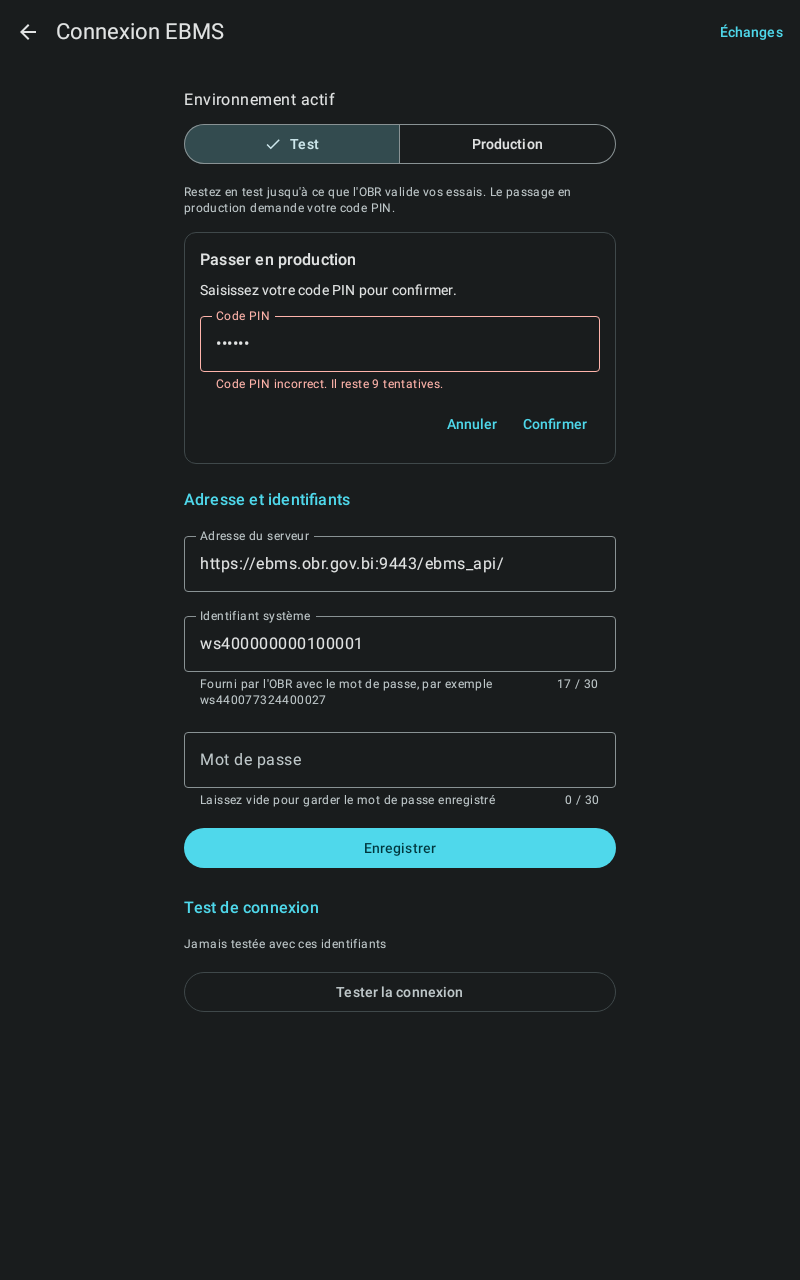 Connexion EBMS
Échanges
Environnement actif
Test
Production
Restez en test jusqu'à ce que l'OBR valide vos essais. Le passage en
production demande votre code PIN.
Passer en production
Saisissez votre code PIN pour confirmer.
Code PIN
••••••
Code PIN incorrect. Il reste 9 tentatives.
Annuler
Confirmer
Adresse et identifiants
Adresse du serveur
https://ebms.obr.gov.bi:9443/ebms_api/
Identifiant système
ws400000000100001
Fourni par l'OBR avec le mot de passe, par exemple
ws440077324400027
17 / 30
Mot de passe
Laissez vide pour garder le mot de passe enregistré
0 / 30
Enregistrer
Test de connexion
Jamais testée avec ces identifiants
Tester la connexion